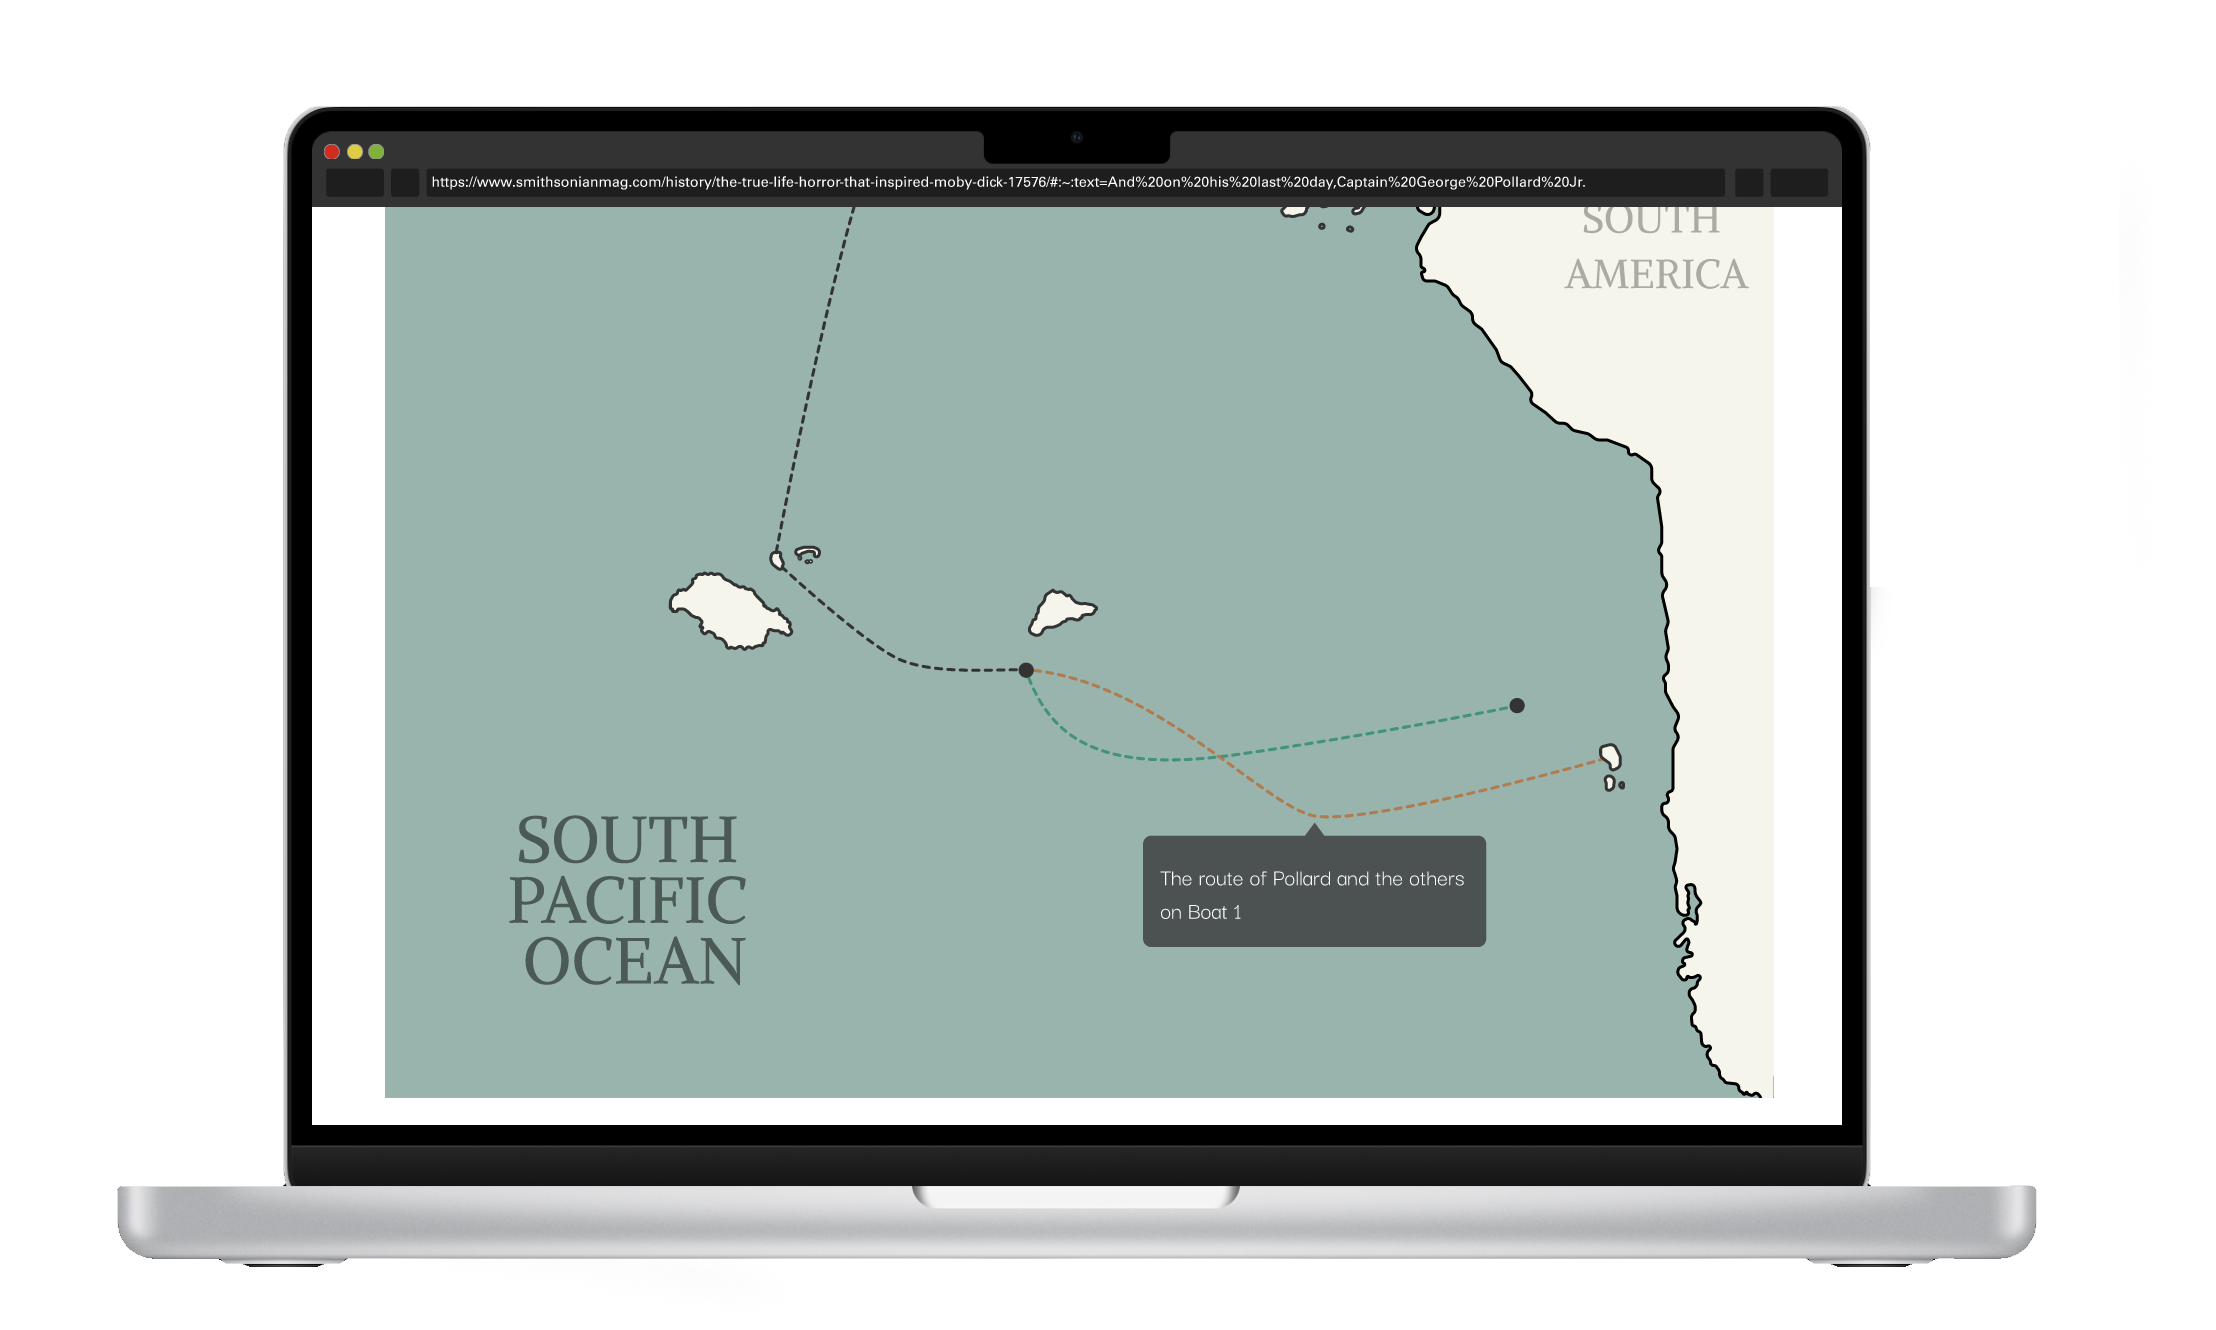 https://www.smithsonianmag.com/history/the-true-life-horror-that-inspired-moby-dick-17576/#:~:text=And%20on%20his%20last%20day,Captain%20George%20Pollard%20Jr.
SOUTH
AMERICA
SOUTH
PACIFIC
OCEAN
The route of Pollard and the others
on Boat 1